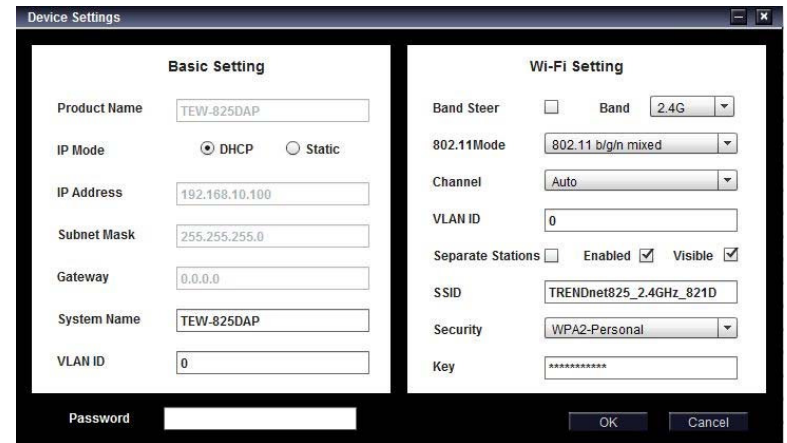 Device Settings
Basic Setting
Product Name TEW-825DAP
IP Mode DHCP Static
IP Address 192.168.10.100
Subnet Mask 255.255.255.0
Gateway 0.0.0.0
System Name TEW-825DAP
VLAN ID 0
Password
Wi-Fi Setting
Band Steer Band 2.4G
802.11Mode 802.11 b/g/n mixed
Channel Auto
VLAN ID 0
Separate Stations Enabled Visible
SSID TRENDnet825_2.4GHz_821D
Security WPA2-Personal
Key ***********
OK Cancel